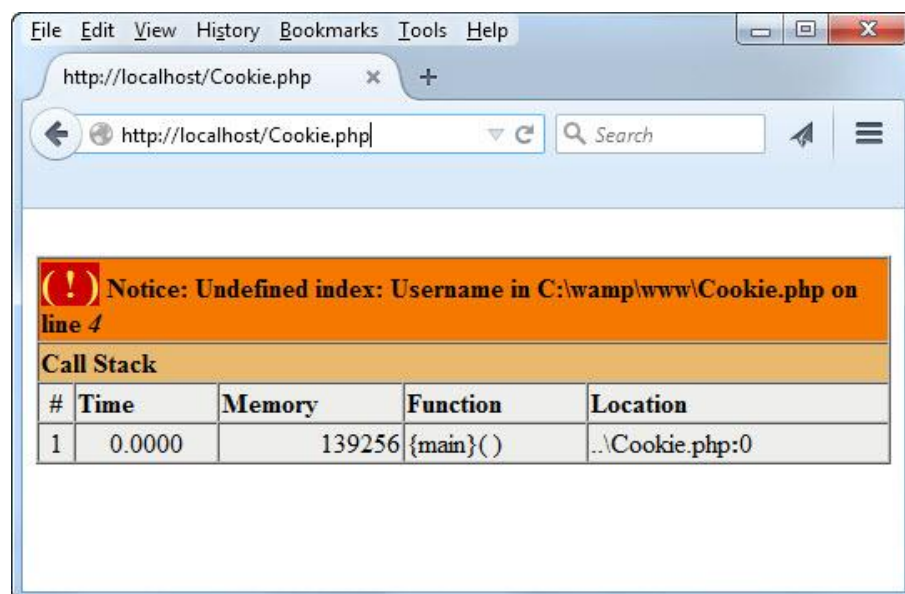 File Edit View History Bookmarks Tools Help
http://localhost/Cookie.php × +
http://localhost/Cookie.php Search
( ! ) Notice: Undefined index: Username in C:\wamp\www\Cookie.php on
line 4
Call Stack
# Time Memory Function Location
1 0.0000 139256 {main}( ) ..\Cookie.php:0